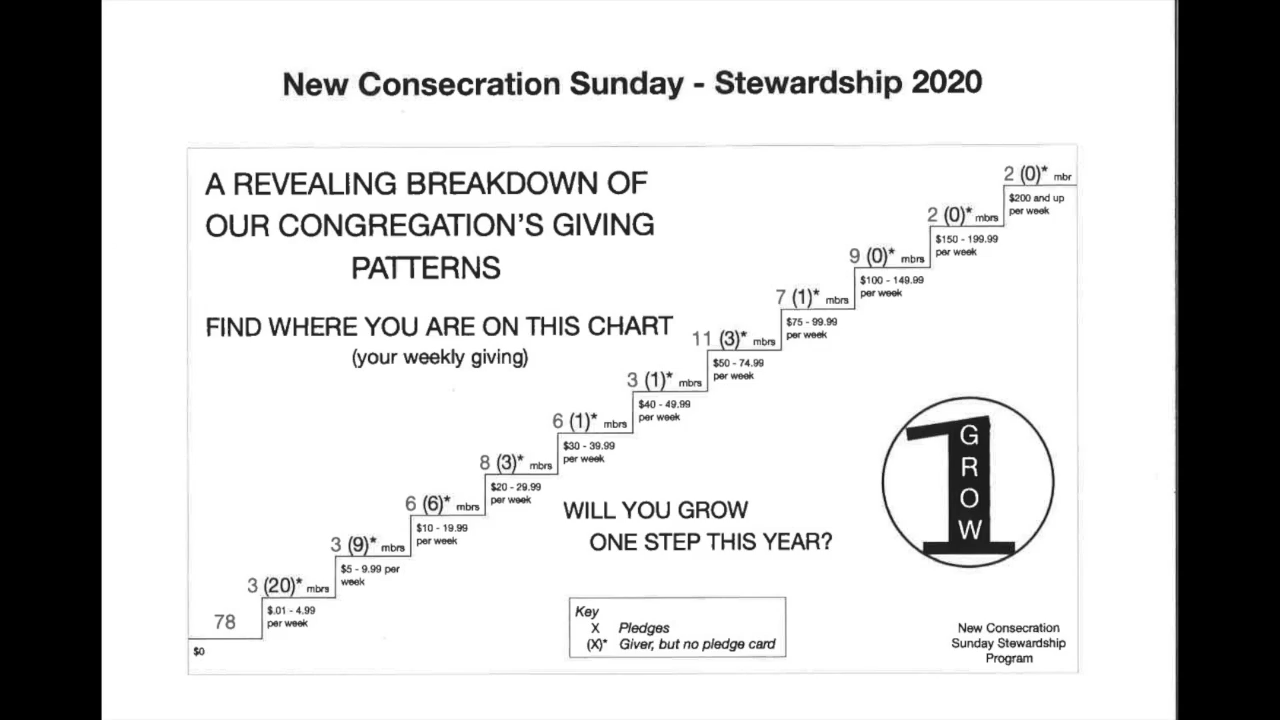 New Consecration Sunday - Stewardship 2020
A REVEALING BREAKDOWN OF
OUR CONGREGATION'S GIVING
PATTERNS
FIND WHERE YOU ARE ON THIS CHART
(your weekly giving)
2 (0)* mbr
$200 and up
per week
2 (0)* mbrs
$150 - 199.99
per week
9 (0)* mbrs
$100 - 149.99
per week
7 (1)* mbrs
$75 - 99.99
per week
11 (3)* mbrs
$50 - 74.99
per week
3 (1)* mbrs
$40 - 49.99
per week
6 (1)* mbrs
$30 - 39.99
per week
8 (3)* mbrs
$20 - 29.99
per week
6 (6)* mbrs
$10 - 19.99
per week
3 (9)* mbrs
$5 - 9.99 per
week
3 (20)* mbrs
$.01 - 4.99
per week
78
$0
WILL YOU GROW
ONE STEP THIS YEAR?
1
G
R
O
W
Key
X Pledges
(X)* Giver, but no pledge card
New Consecration
Sunday Stewardship
Program